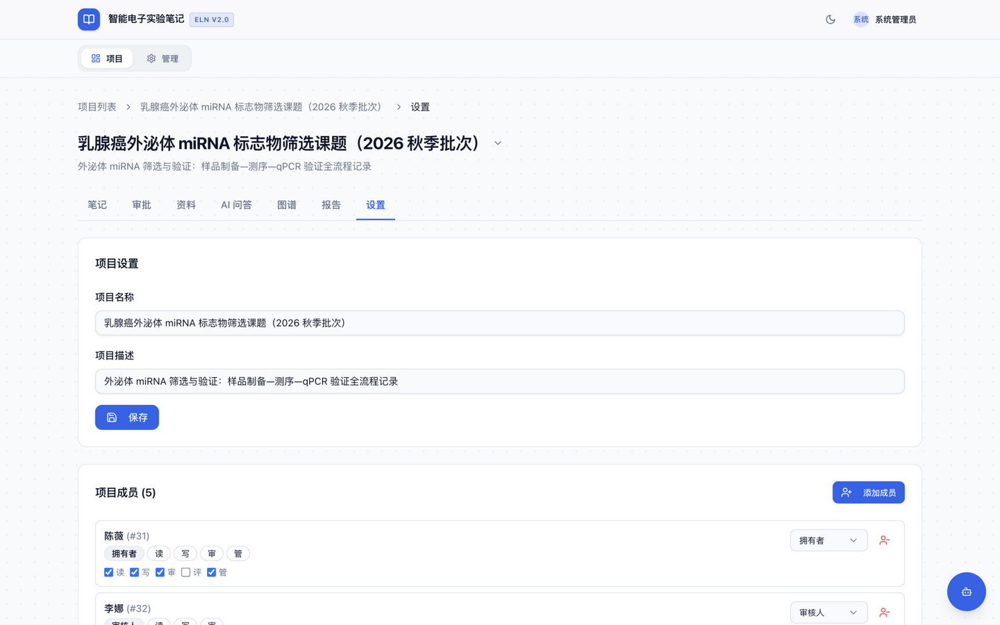 智能电子实验笔记 ELN V2.0
系统 系统管理员
项目 管理
项目列表 > 乳腺癌外泌体 miRNA 标志物筛选课题（2026 秋季批次） > 设置
乳腺癌外泌体 miRNA 标志物筛选课题（2026 秋季批次）
外泌体 miRNA 筛选与验证：样品制备—测序—qPCR 验证全流程记录
笔记 审批 资料 AI 问答 图谱 报告 设置
项目设置
项目名称
乳腺癌外泌体 miRNA 标志物筛选课题（2026 秋季批次）
项目描述
外泌体 miRNA 筛选与验证：样品制备—测序—qPCR 验证全流程记录
保存
项目成员 (5)
添加成员
陈薇 (#31)
拥有者 读 写 审 管
读 写 审 评 管
拥有者
李娜 (#32)
审核人 读 写 审
审核人